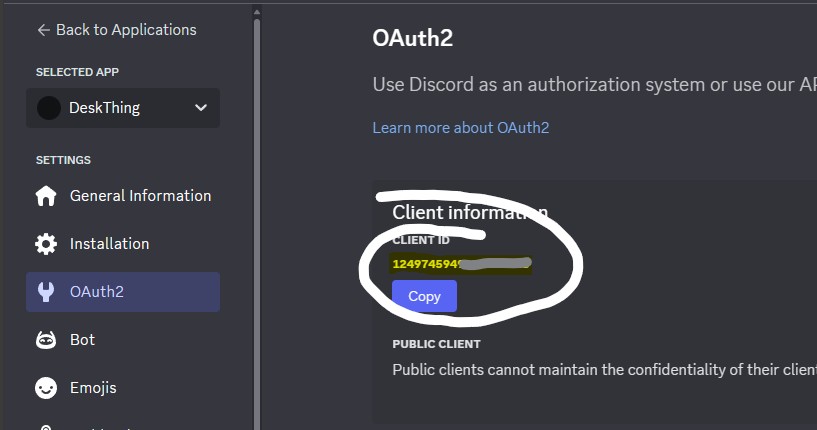 Back to Applications
SELECTED APP
DeskThing
SETTINGS
General Information
Installation
OAuth2
Bot
Emojis
OAuth2
Use Discord as an authorization system or use our AP
Learn more about OAuth2
Client information
CLIENT ID
124974594
Copy
PUBLIC CLIENT
Public clients cannot maintain the confidentiality of their client